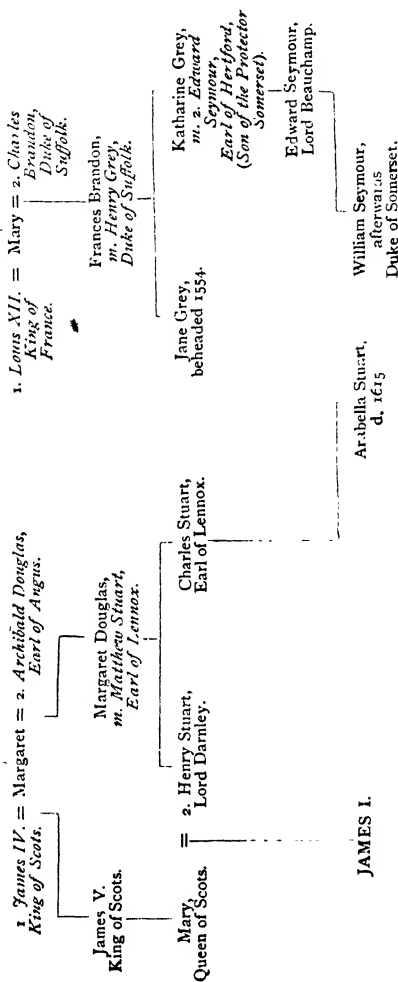 1 James IV. = Margaret = 2. Archibald Douglas,
King of Scots.
Earl of Angus.
1. Louis XII. = Mary = 2. Charles
King of
France.
Brandon,
Duke of
Suffolk.
James V.
King of Scots.
Margaret Douglas,
m. Matthew Stuart,
Earl of Lennox.
Frances Brandon,
m. Henry Grey,
Duke of Suffolk.
Mary,
Queen of Scots.
= 2. Henry Stuart,
Lord Darnley.
Charles Stuart,
Earl of Lennox.
Jane Grey,
beheaded 1554.
Katharine Grey,
m. 2. Edward
Seymour,
Earl of Hertford,
(Son of the Protector
Somerset).
Edward Seymour,
Lord Beauchamp.
JAMES I.
Arabella Stuart,
d. 1615
William Seymour,
afterwards
Duke of Somerset.